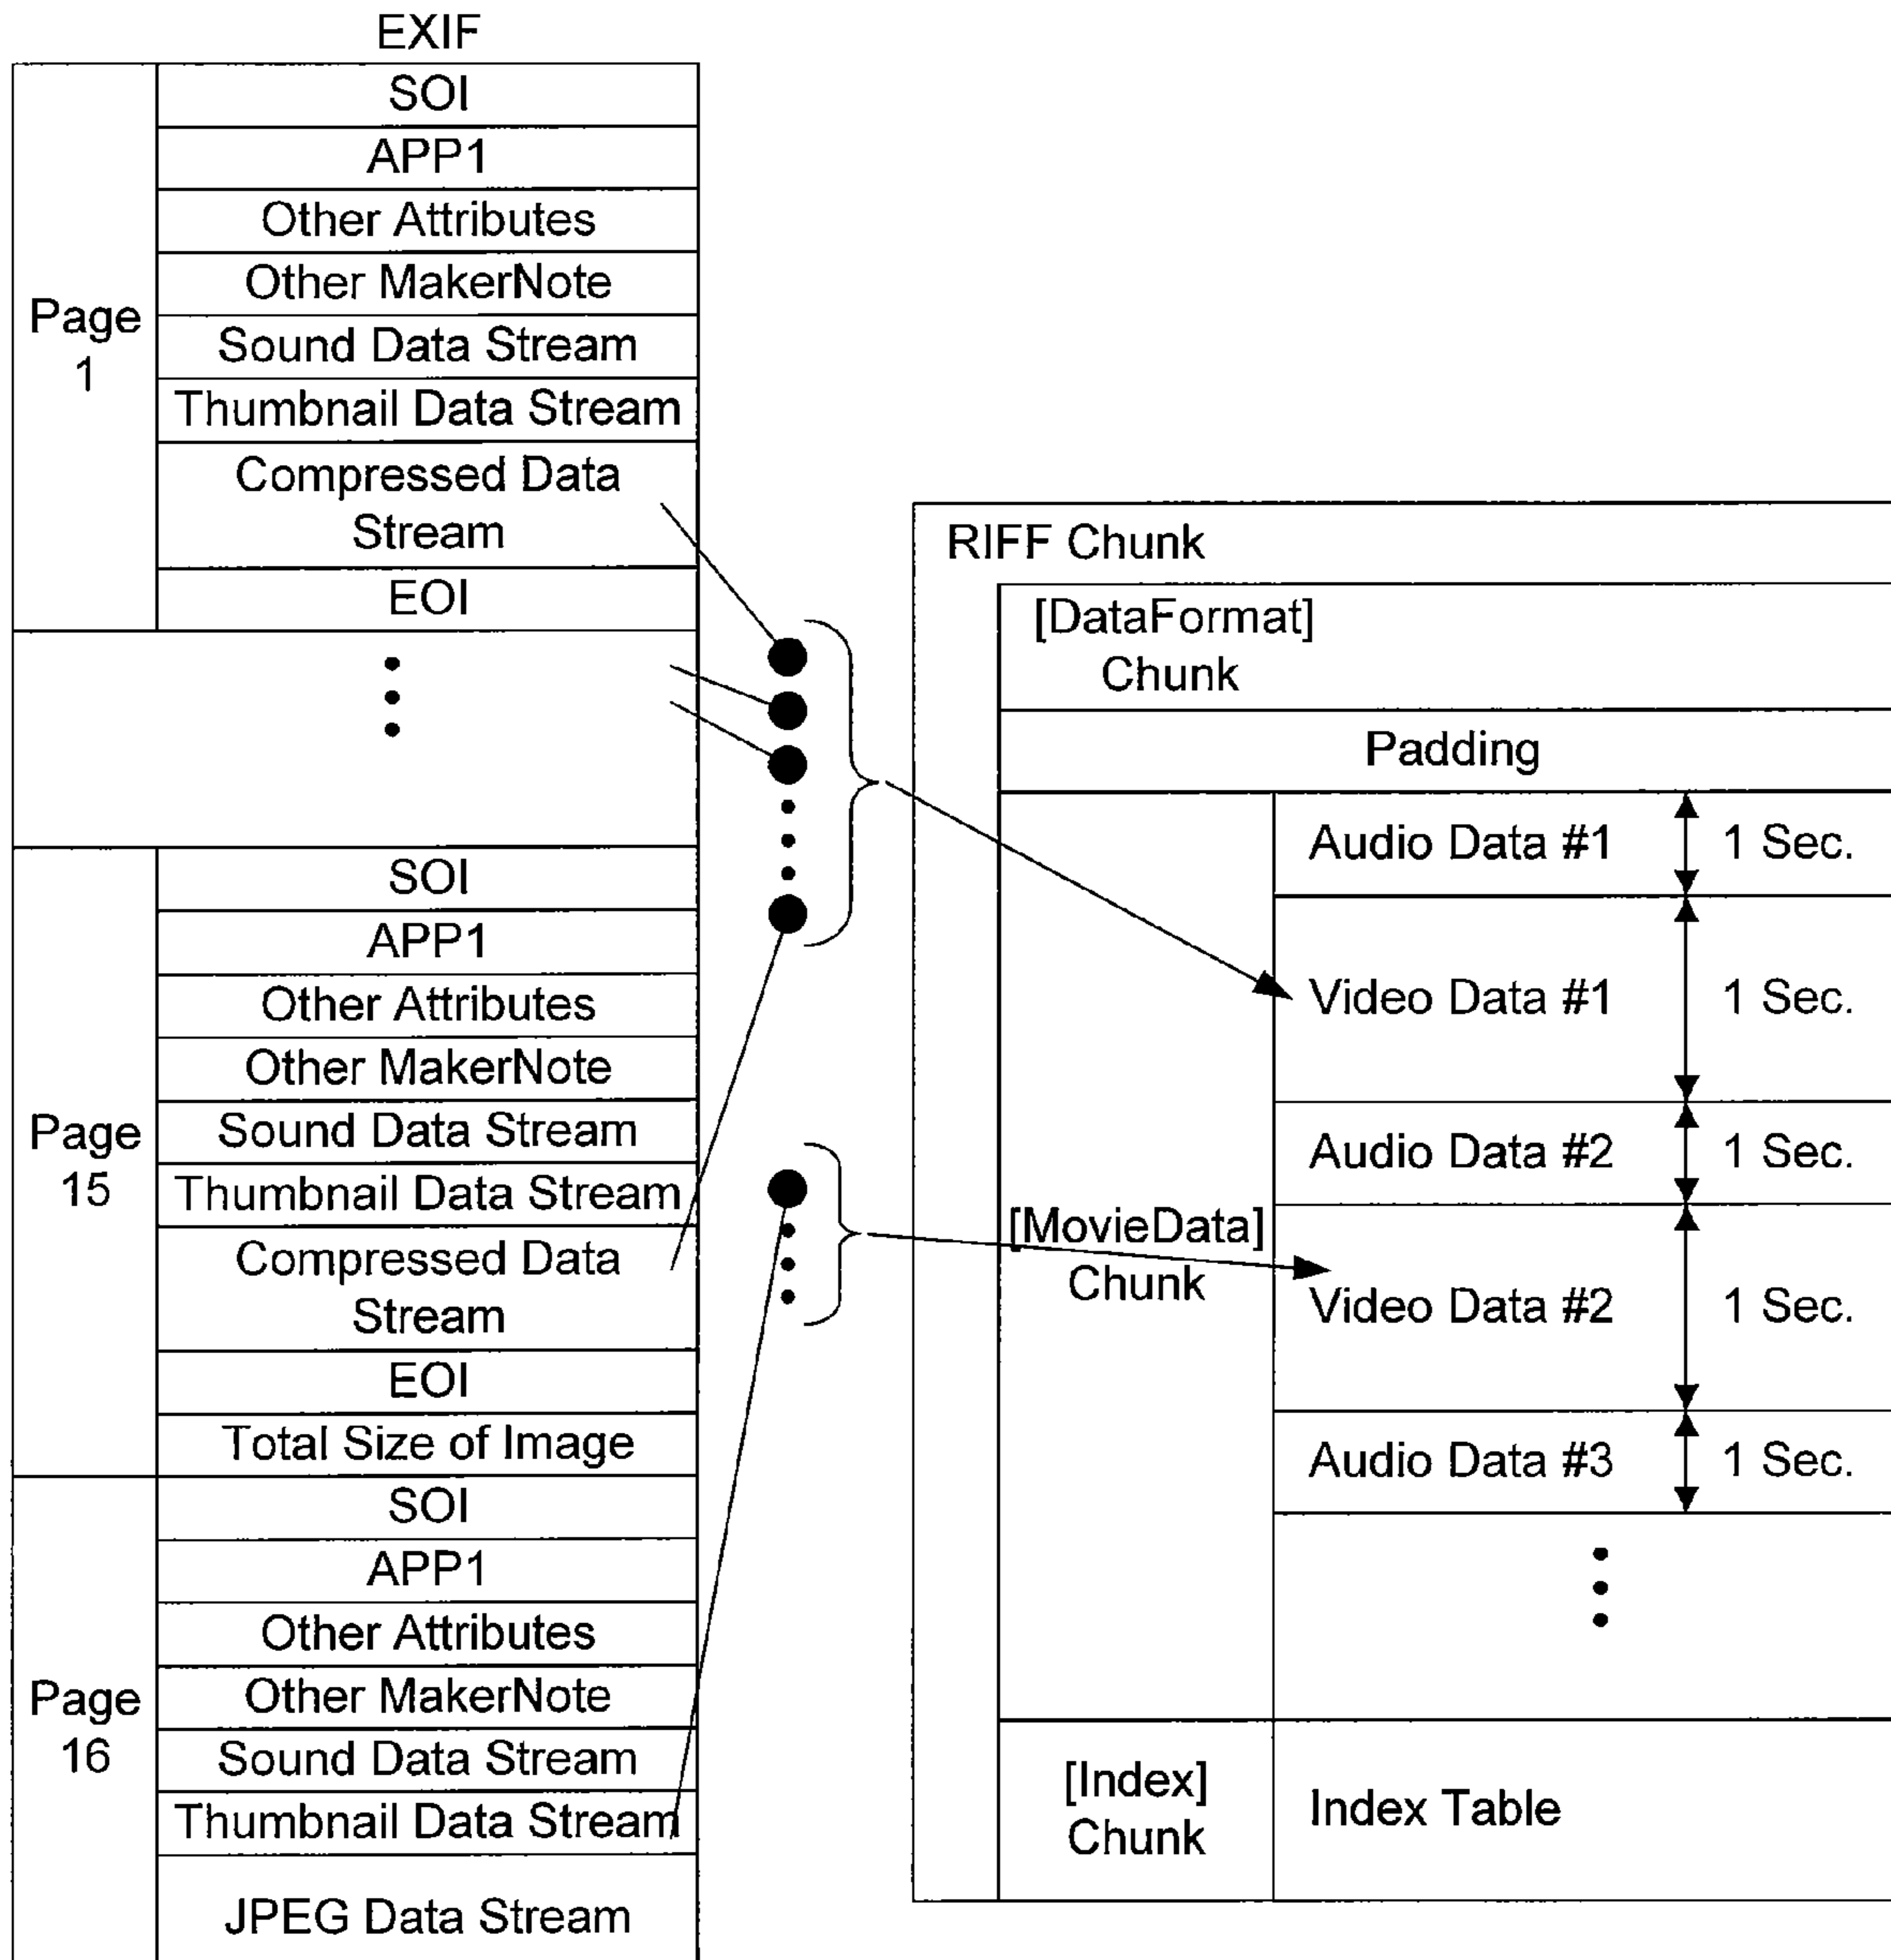 EXIF
Page
1
SOI
APP1
Other Attributes
Other MakerNote
Sound Data Stream
Thumbnail Data Stream
Compressed Data
Stream
EOI
Page
15
SOI
APP1
Other Attributes
Other MakerNote
Sound Data Stream
Thumbnail Data Stream
Compressed Data
Stream
EOI
Total Size of Image
Page
16
SOI
APP1
Other Attributes
Other MakerNote
Sound Data Stream
Thumbnail Data Stream
JPEG Data Stream
RIFF Chunk
[DataFormat]
Chunk
Padding
[MovieData]
Chunk
Audio Data #1 1 Sec.
Video Data #1 1 Sec.
Audio Data #2 1 Sec.
Video Data #2 1 Sec.
Audio Data #3 1 Sec.
[Index]
Chunk
Index Table